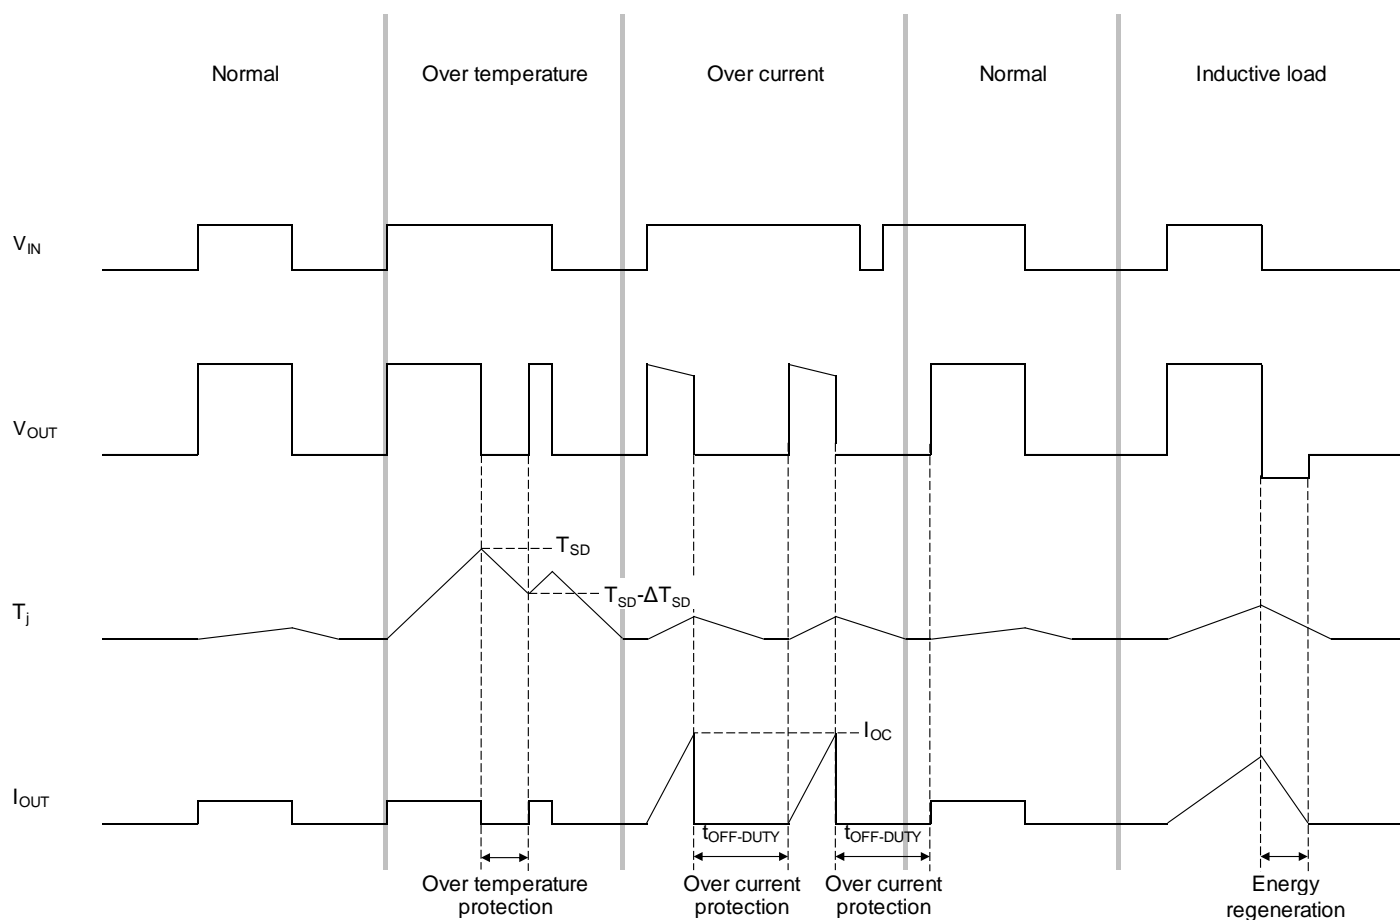 Normal
Over temperature
Over current
Normal
Inductive load
VIN
VOUT
TSD
TSD-ΔTSD
Tj
IOC
IOUT
tOFF-DUTY
tOFF-DUTY
Over temperature
protection
Over current
protection
Over current
protection
Energy
regeneration